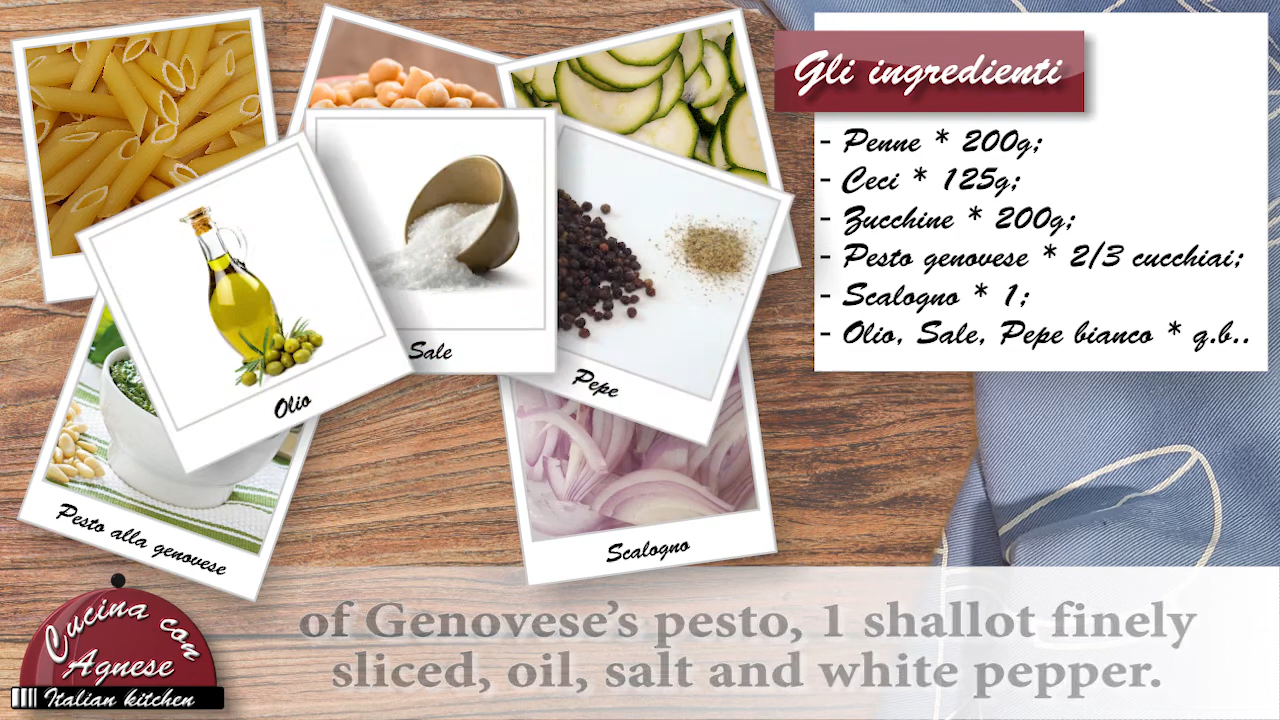 Gli ingredienti
- Penne * 200g;
- Ceci * 125g;
- Zucchine * 200g;
- Pesto genovese * 2/3 cucchiai;
- Scalogno * 1;
- Olio, Sale, Pepe bianco * q.b..
Olio
Sale
Pepe
Pesto alla genovese
Scalogno
of Genovese’s pesto, 1 shallot finely
sliced, oil, salt and white pepper.
Cucina con
Agnese
Italian kitchen